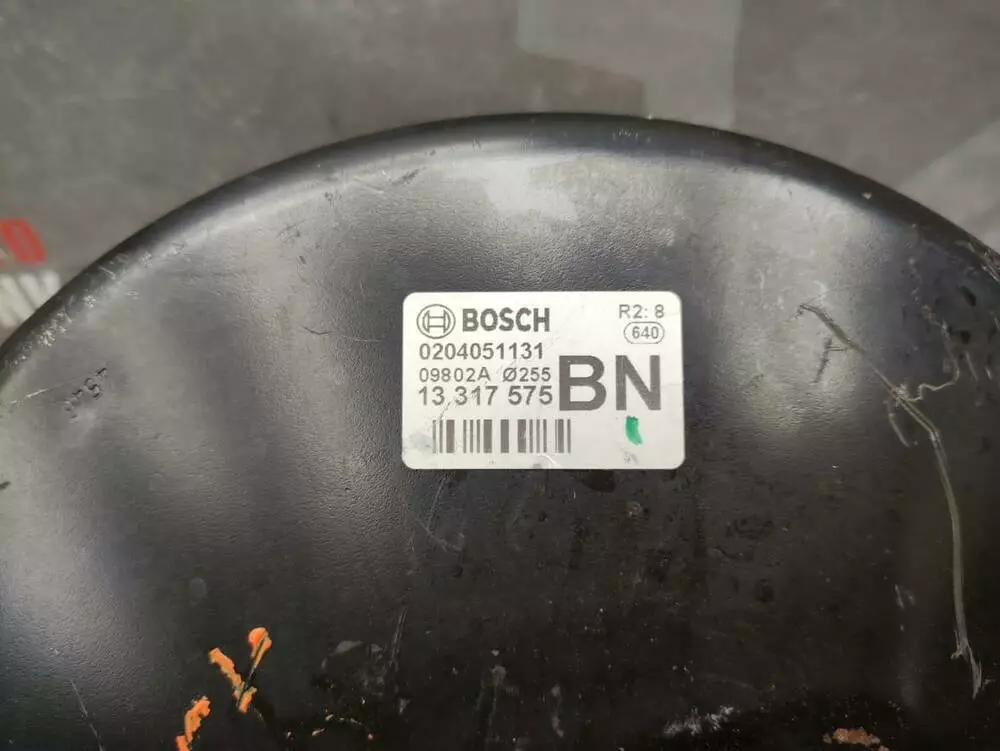 BOSCH
R2: 8
640
0204051131
09802A Ø255
13 317 575
BN